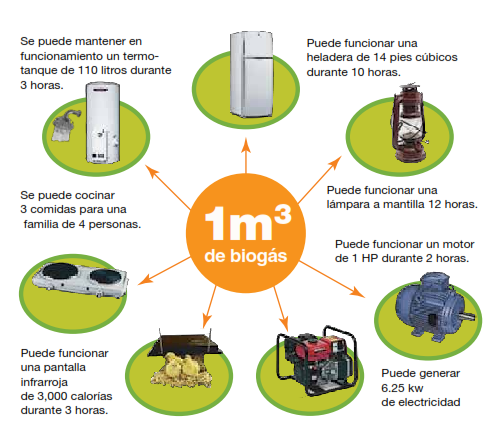 Se puede mantener en
funcionamiento un termo-
tanque de 110 litros durante
3 horas.
Puede funcionar una
heladera de 14 pies cúbicos
durante 10 horas.
Se puede cocinar
3 comidas para una
familia de 4 personas.
1m³
de biogás
Puede funcionar una
lámpara a mantilla 12 horas.
Puede funcionar un motor
de 1 HP durante 2 horas.
Puede funcionar
una pantalla
infrarroja
de 3,000 calorías
durante 3 horas.
Puede generar
6.25 kw
de electricidad